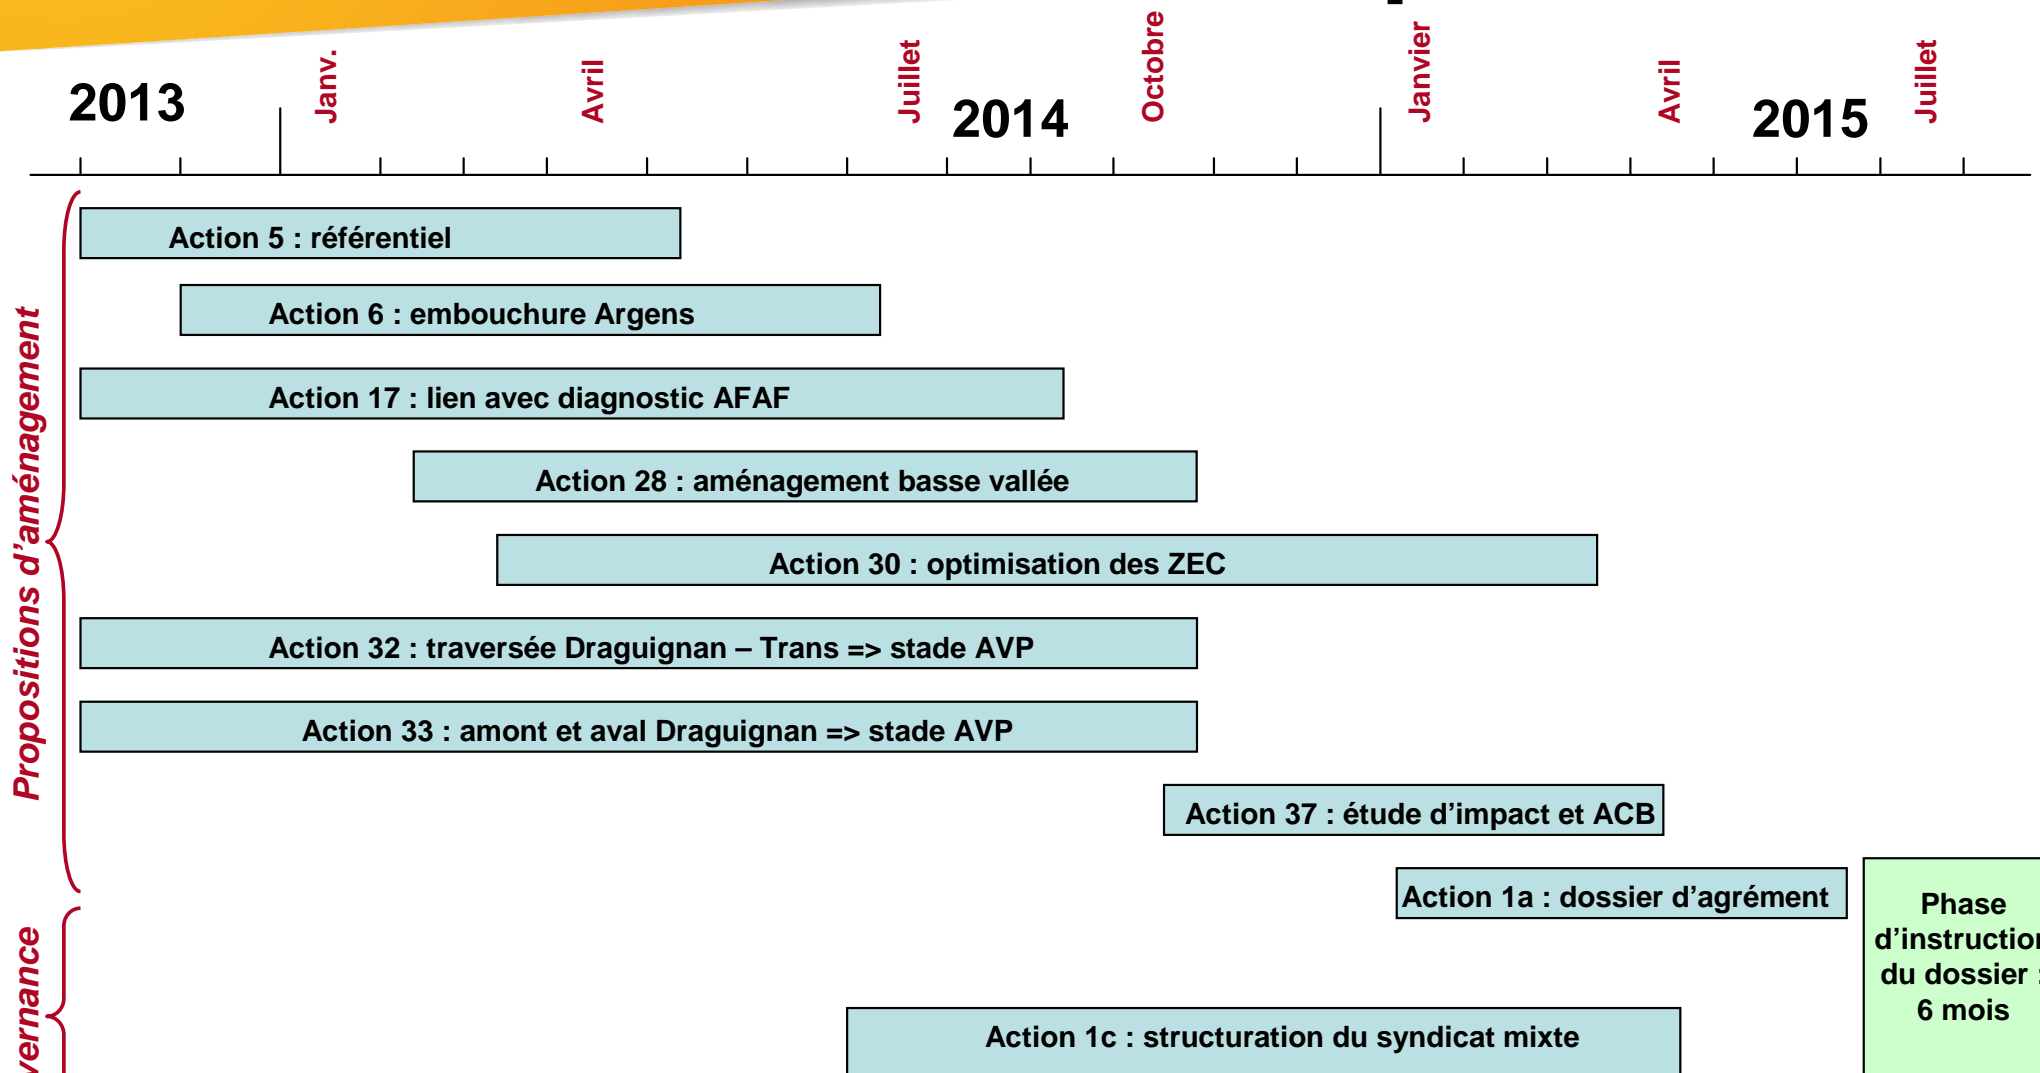 2013
Janv.
Avril
Juillet
2014
Octobre
Janvier
Avril
2015
Juillet
Propositions d'aménagement
Action 5 : référentiel
Action 6 : embouchure Argens
Action 17 : lien avec diagnostic AFAF
Action 28 : aménagement basse vallée
Action 30 : optimisation des ZEC
Action 32 : traversée Draguignan – Trans => stade AVP
Action 33 : amont et aval Draguignan => stade AVP
Action 37 : étude d'impact et ACB
Action 1a : dossier d'agrément
Phase
d'instruction
du dossier :
6 mois
vernance
Action 1c : structuration du syndicat mixte